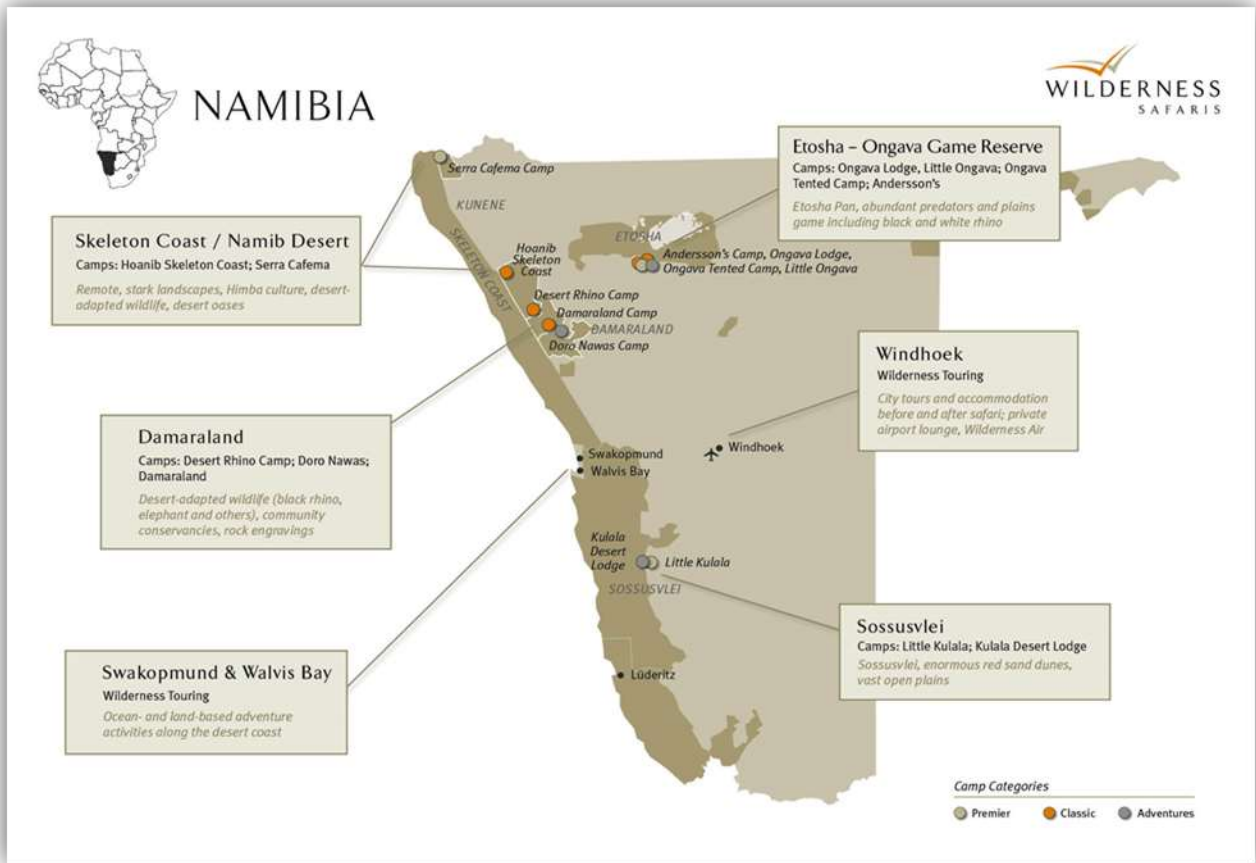 NAMIBIA
WILDERNESS
SAFARIS
Etosha – Ongava Game Reserve
Camps: Ongava Lodge, Little Ongava; Ongava
Tented Camp; Andersson's
Etosha Pan, abundant predators and plains
game including black and white rhino
Serra Cafema Camp
KUNENE
SKELETON COAST
Skeleton Coast / Namib Desert
Camps: Hoanib Skeleton Coast; Serra Cafema
Remote, stark landscapes, Himba culture, desert-
adapted wildlife, desert oases
ETOSHA
Hoanib
Skeleton
Coast
Andersson's Camp, Ongava Lodge,
Ongava Tented Camp, Little Ongava
Desert Rhino Camp
Damaraland Camp
DAMARALAND
Doro Nawas Camp
Windhoek
Wilderness Touring
City tours and accommodation
before and after safari; private
airport lounge, Wilderness Air
Damaraland
Camps: Desert Rhino Camp; Doro Nawas;
Damaraland
Desert-adapted wildlife (black rhino,
elephant and others), community
conservancies, rock engravings
Windhoek
Swakopmund
Walvis Bay
Kulala
Desert
Lodge
Little Kulala
SOSSUSVLEI
Sossusvlei
Camps: Little Kulala; Kulala Desert Lodge
Sossusvlei, enormous red sand dunes,
vast open plains
Swakopmund & Walvis Bay
Wilderness Touring
Ocean- and land-based adventure
activities along the desert coast
Lüderitz
Camp Categories
Premier
Classic
Adventures